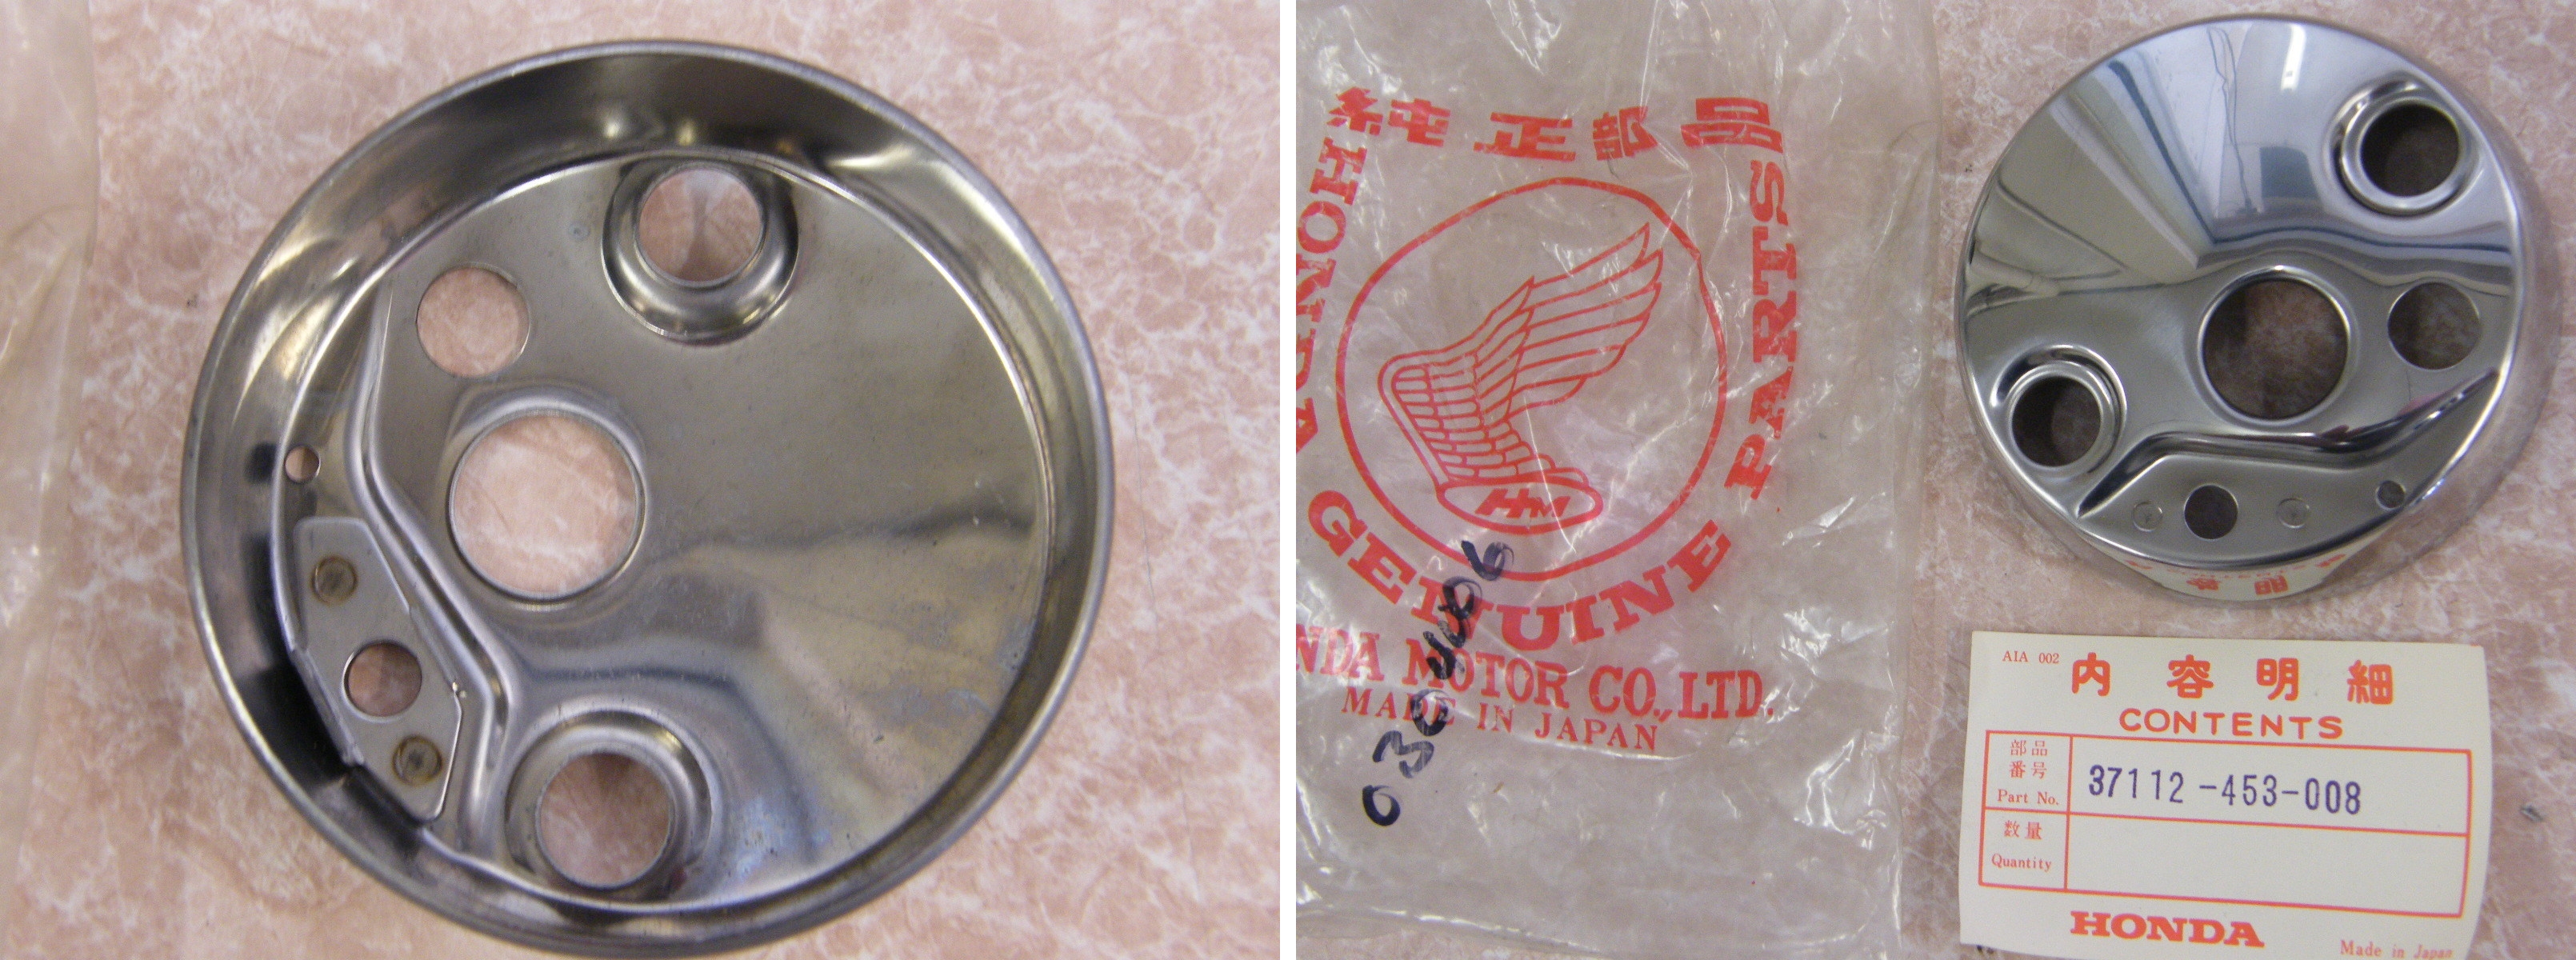 純正部品
HONDA GENUINE PARTS
HM
HONDA MOTOR CO., LTD.
MADE IN JAPAN
AIA 002
内容明細
CONTENTS
部品
番号
Part No.
37112-453-008
数量
Quantity
HONDA
Made in Japan